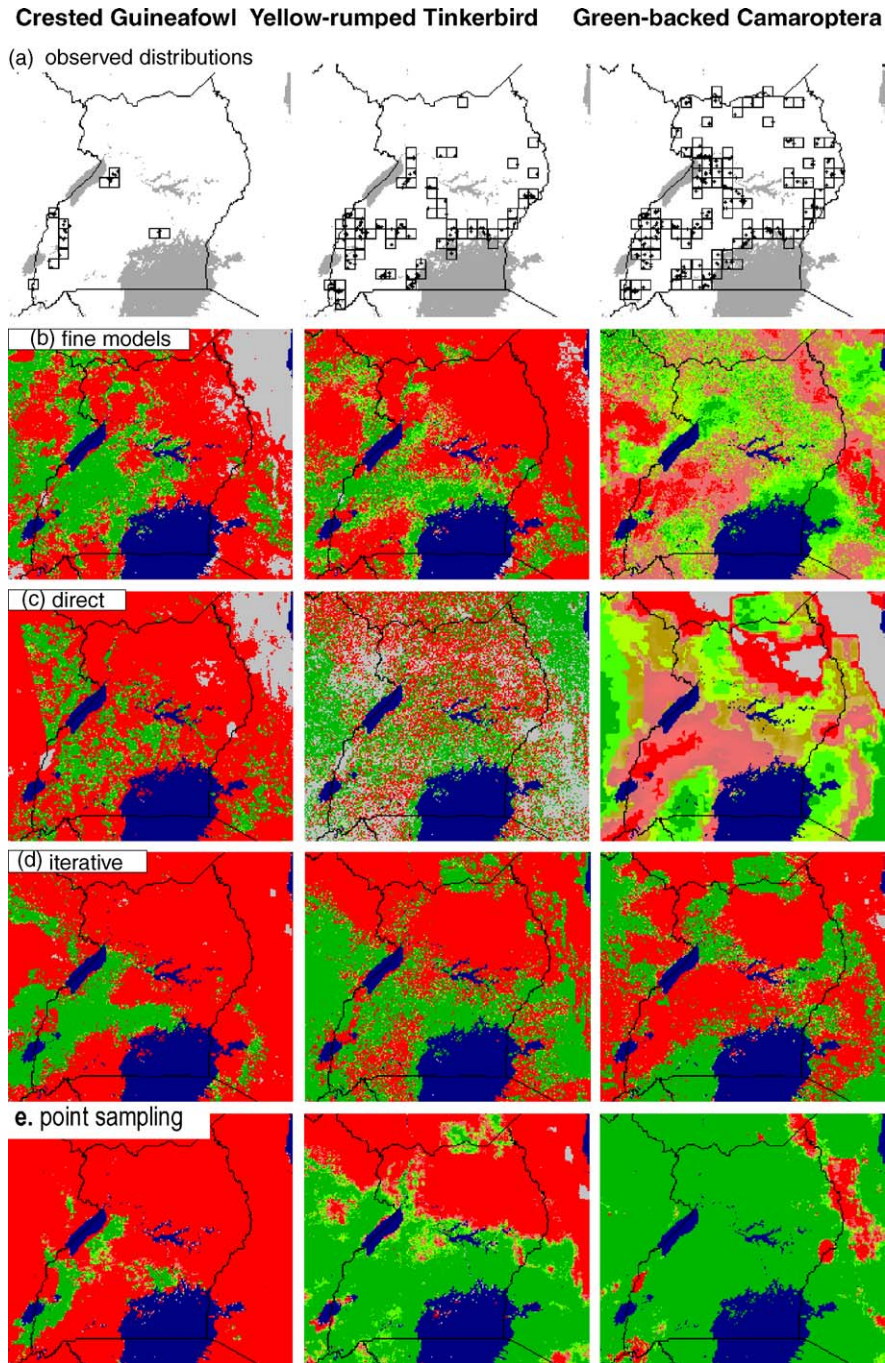 Crested Guineafowl Yellow-rumped Tinkerbird Green-backed Camaroptera
(a) observed distributions
(b) fine models
(c) direct
(d) iterative
e. point sampling